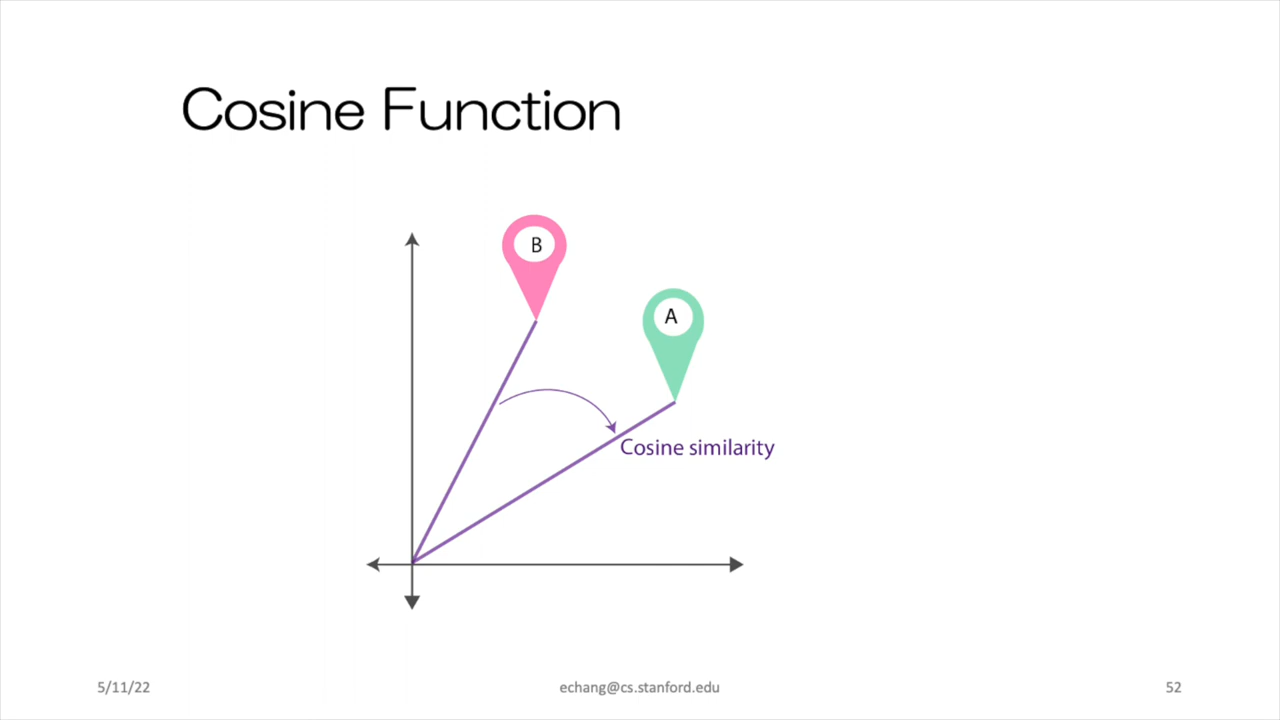 Cosine Function
B
A
Cosine similarity
5/11/22
echang@cs.stanford.edu
52